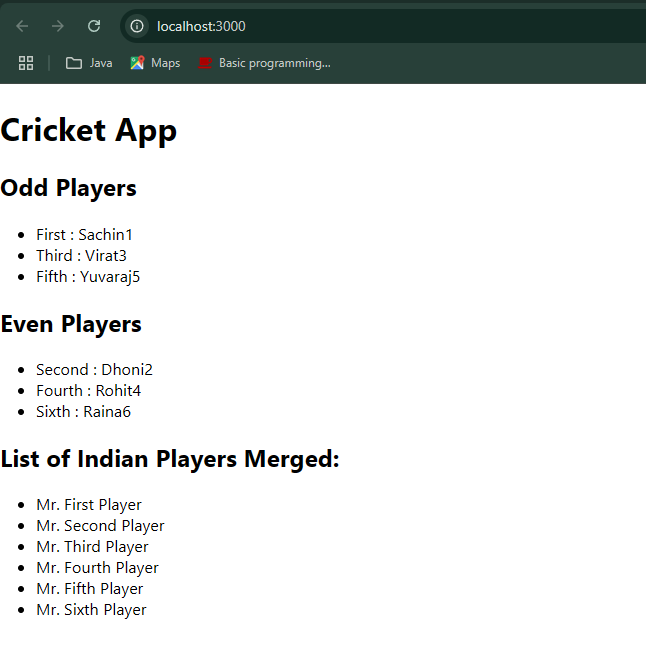 localhost:3000
Java Maps Basic programming...
Cricket App
Odd Players
First : Sachin1
Third : Virat3
Fifth : Yuvaraj5
Even Players
Second : Dhoni2
Fourth : Rohit4
Sixth : Raina6
List of Indian Players Merged:
Mr. First Player
Mr. Second Player
Mr. Third Player
Mr. Fourth Player
Mr. Fifth Player
Mr. Sixth Player